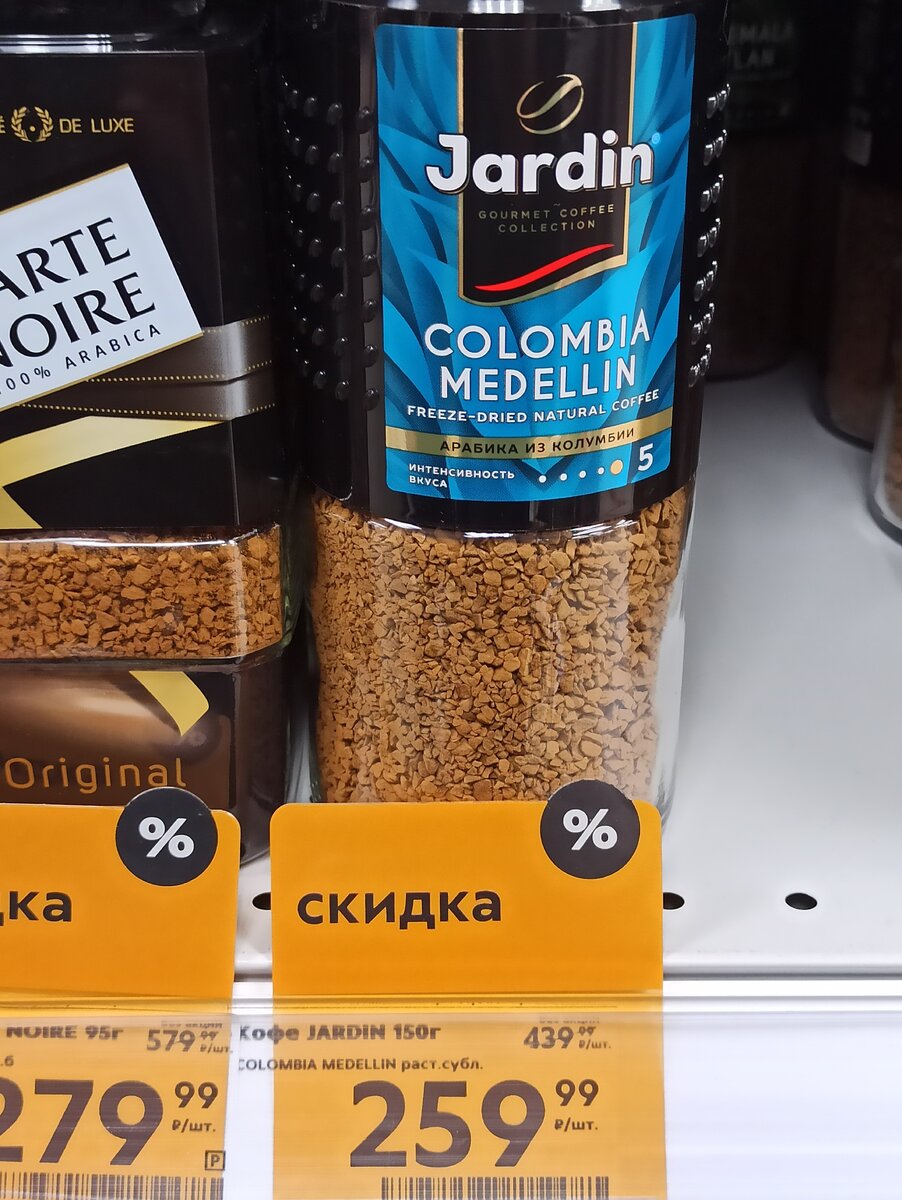 DE LUXE
ARTE
NOIRE
100% ARABICA
Original
Jardin
GOURMET COFFEE
COLLECTION
COLOMBIA
MEDELLIN
FREEZE-DRIED NATURAL COFFEE
АРАБИКА ИЗ КОЛУМБИИ
ИНТЕНСИВНОСТЬ
ВКУСА
5
%
дка
NOIRE 95г 579 99
₽/шт.
.6
279 99
₽/шт.
P
%
скидка
Кофе JARDIN 150г 439 99
₽/шт.
COLOMBIA MEDELLIN раст.субл.
259 99
₽/шт.